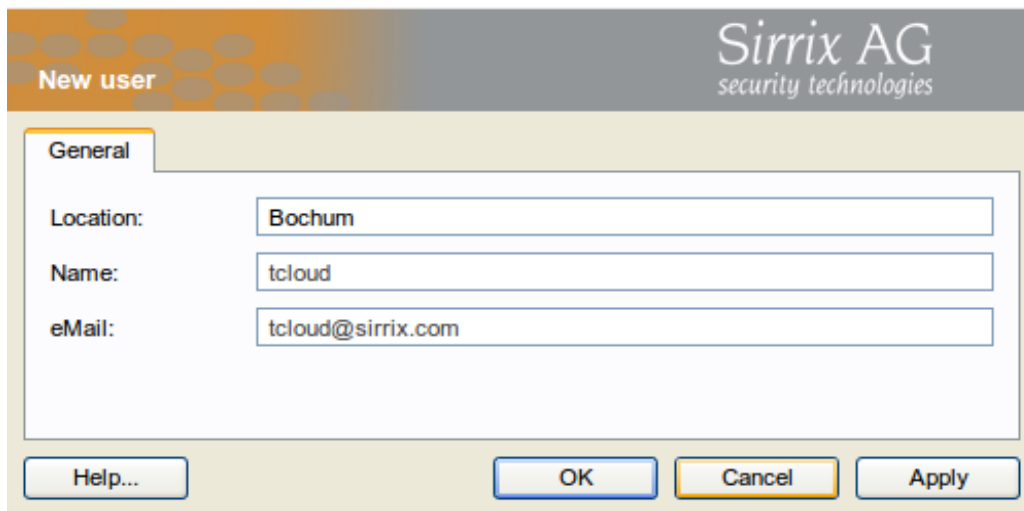 Sirrix AG
security technologies
New user
General
Location: Bochum
Name: tcloud
eMail: tcloud@sirrix.com
Help... OK Cancel Apply